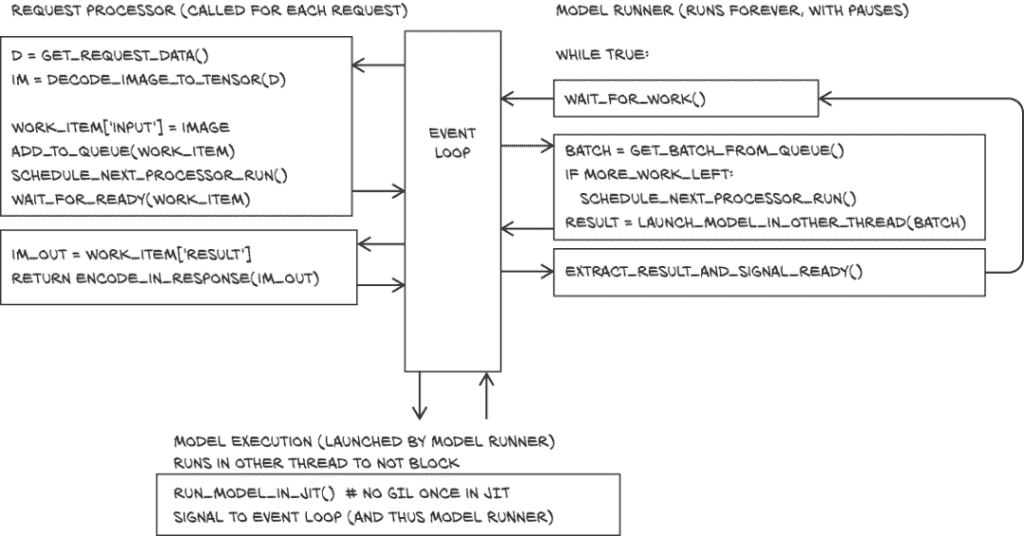 REQUEST PROCESSOR (CALLED FOR EACH REQUEST)
D = GET_REQUEST_DATA()
IM = DECODE_IMAGE_TO_TENSOR(D)
WORK_ITEM['INPUT'] = IMAGE
ADD_TO_QUEUE(WORK_ITEM)
SCHEDULE_NEXT_PROCESSOR_RUN()
WAIT_FOR_READY(WORK_ITEM)
IM_OUT = WORK_ITEM['RESULT']
RETURN ENCODE_IN_RESPONSE(IM_OUT)
EVENT
LOOP
MODEL RUNNER (RUNS FOREVER, WITH PAUSES)
WHILE TRUE:
WAIT_FOR_WORK()
BATCH = GET_BATCH_FROM_QUEUE()
IF MORE_WORK_LEFT:
SCHEDULE_NEXT_PROCESSOR_RUN()
RESULT = LAUNCH_MODEL_IN_OTHER_THREAD(BATCH)
EXTRACT_RESULT_AND_SIGNAL_READY()
MODEL EXECUTION (LAUNCHED BY MODEL RUNNER)
RUNS IN OTHER THREAD TO NOT BLOCK
RUN_MODEL_IN_JIT() # NO GIL ONCE IN JIT
SIGNAL TO EVENT LOOP (AND THUS MODEL RUNNER)